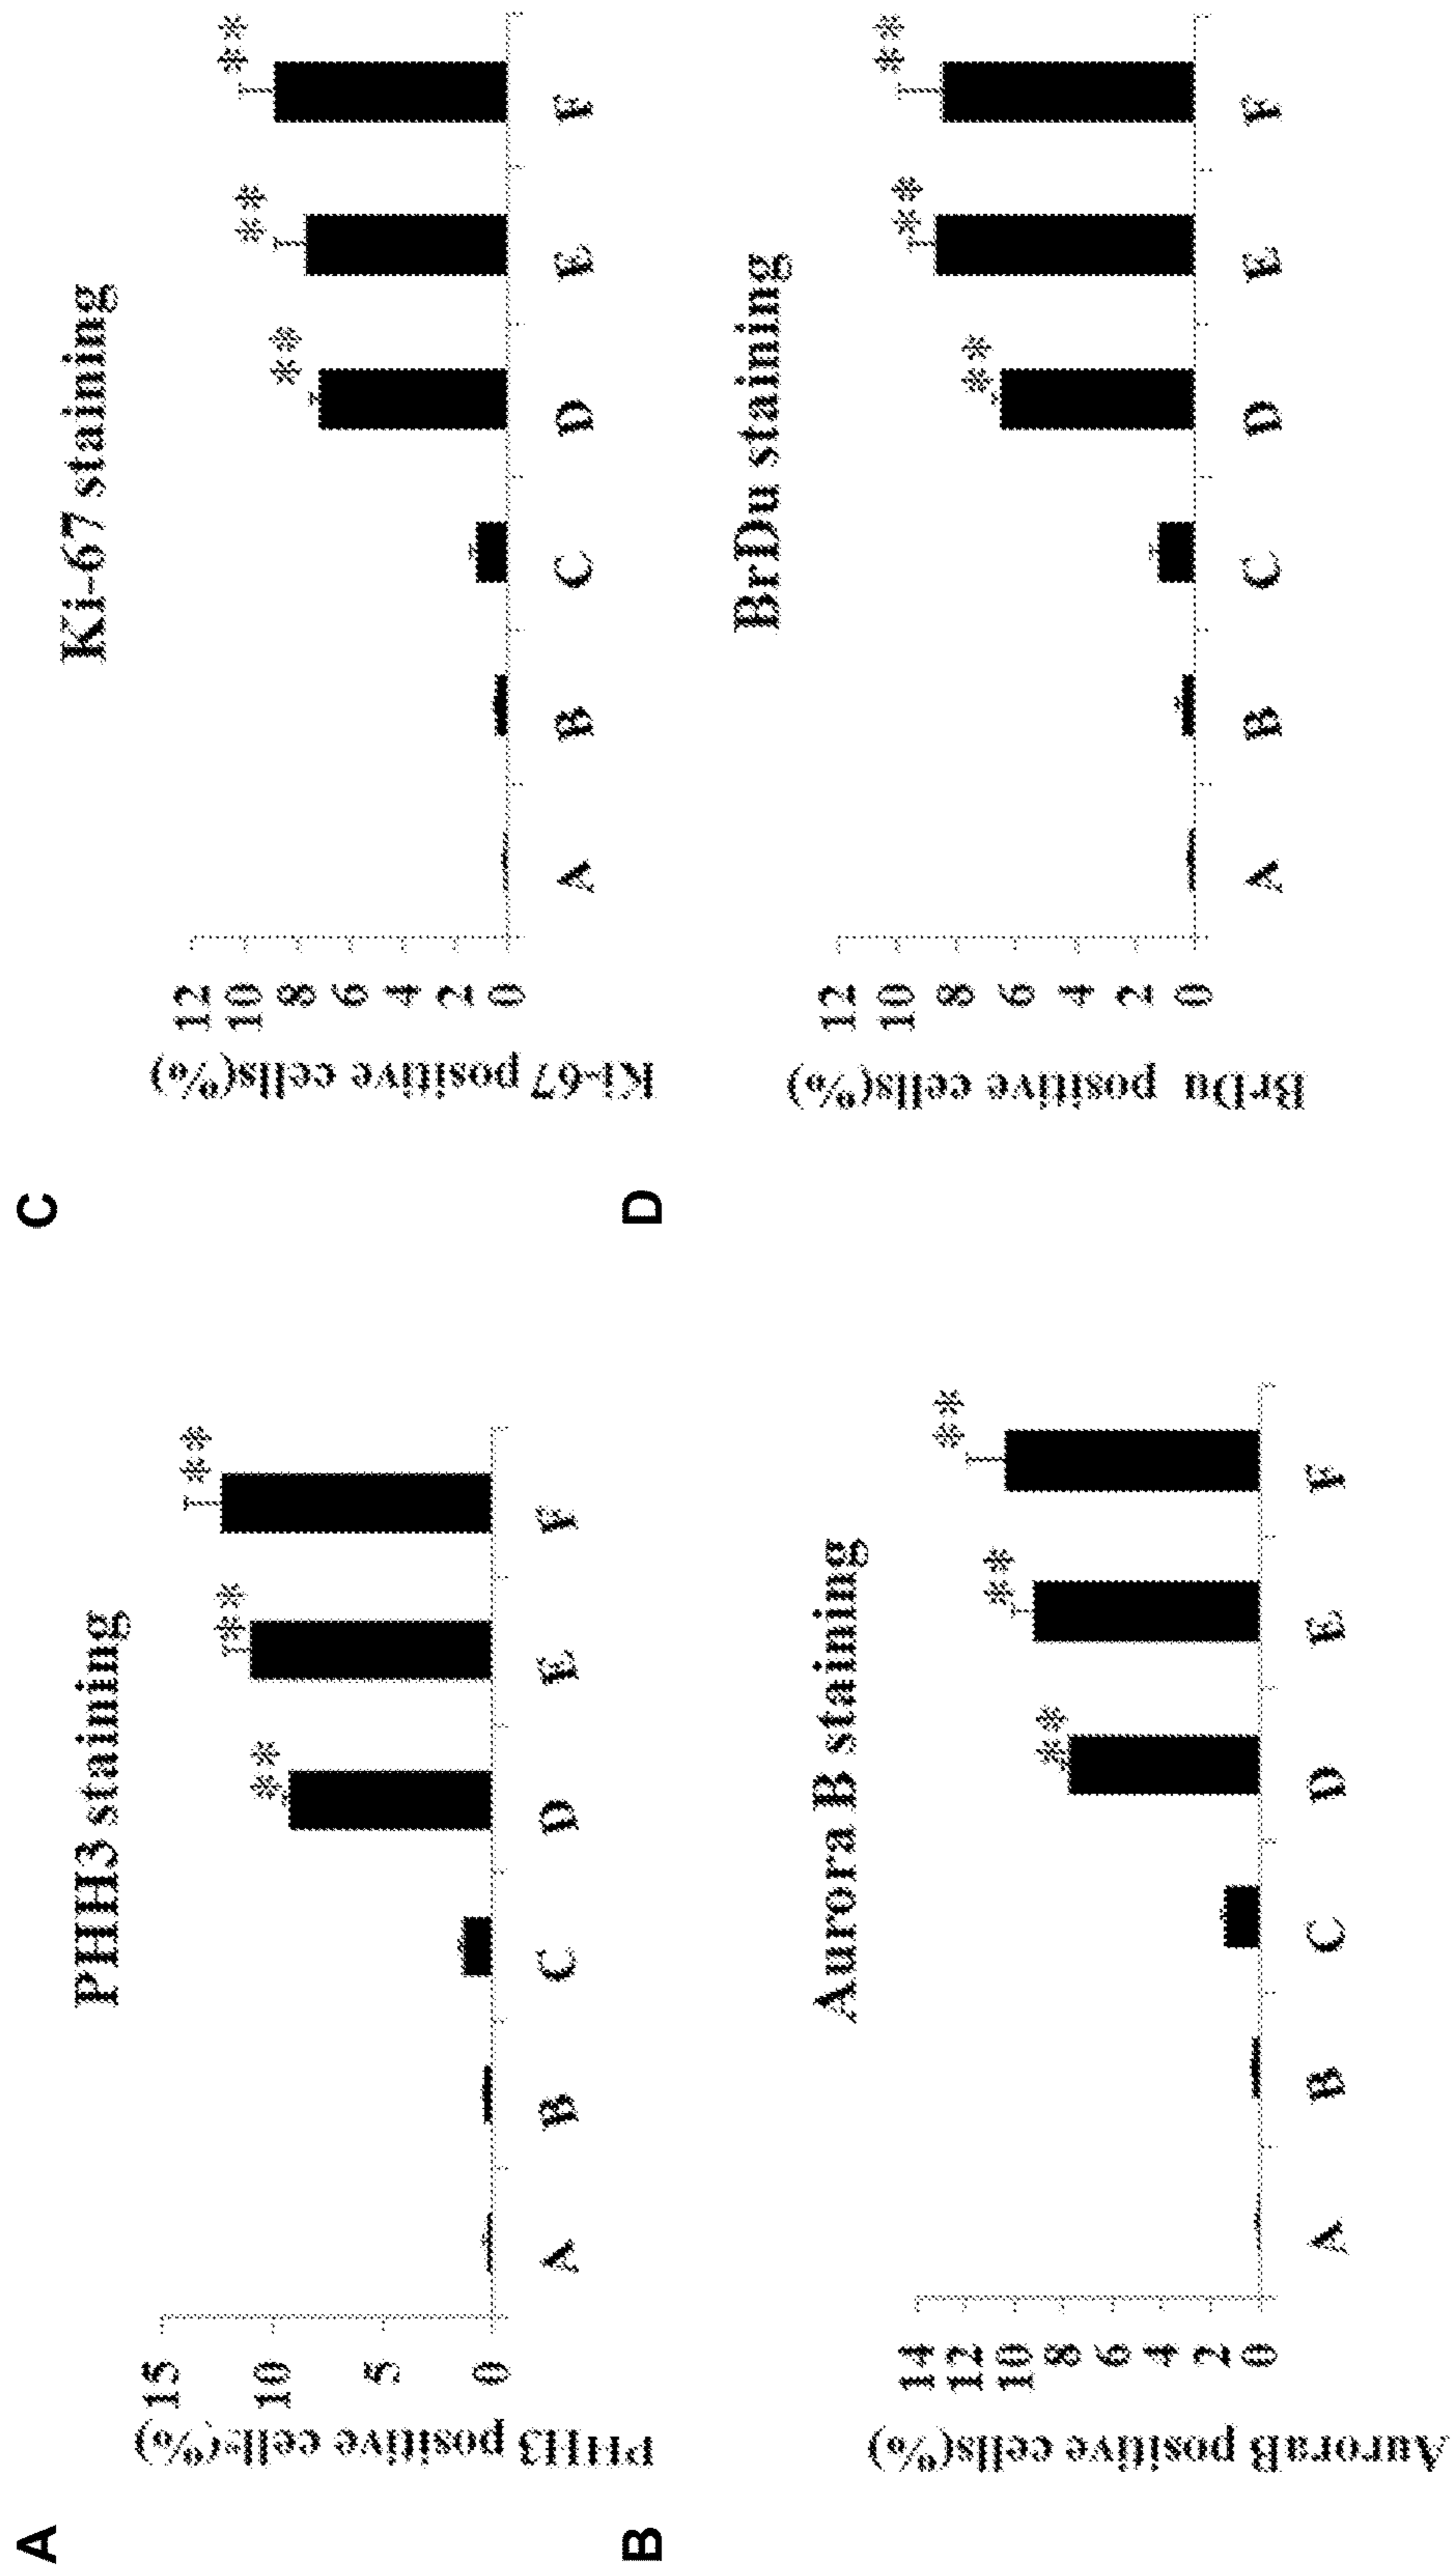 A
PHH3 staining
PHH3 positive cells(%)
15
10
5
0
**
**
**
A B C D E F
B
Aurora B staining
AuroraB positive cells(%)
14
12
10
8
6
4
2
0
**
**
**
A B C D E F
C
Ki-67 staining
Ki-67 positive cells(%)
12
10
8
6
4
2
0
**
**
**
A B C D E F
D
BrDu staining
BrDu positive cells(%)
12
10
8
6
4
2
0
**
**
**
A B C D E F